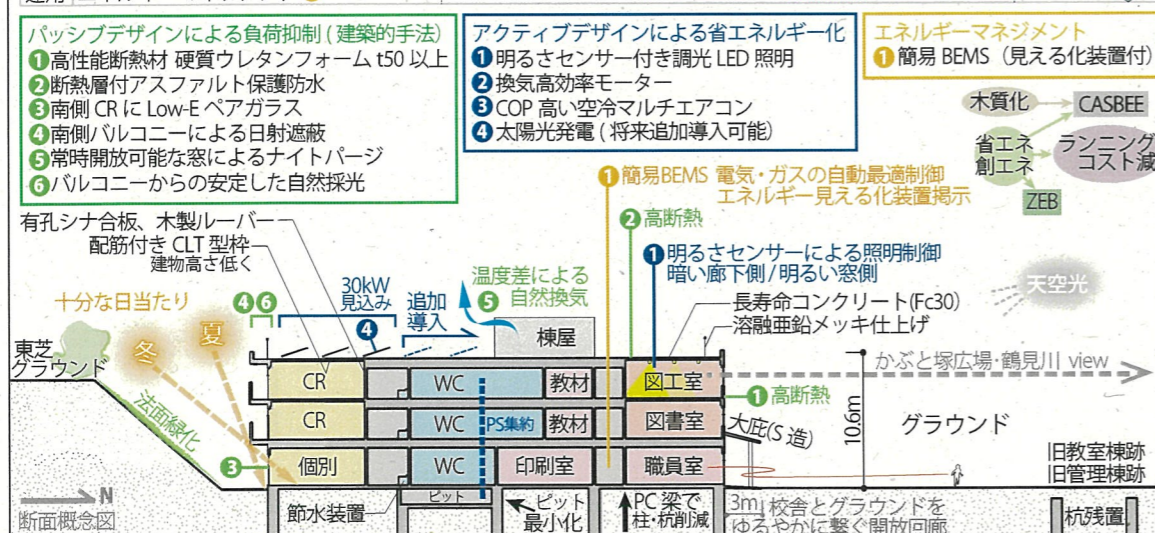 パッシブデザインによる負荷抑制(建築的手法)
❶高性能断熱材 硬質ウレタンフォーム t50 以上
❷断熱層付アスファルト保護防水
❸南側 CR に Low-E ペアガラス
❹南側バルコニーによる日射遮蔽
❺常時開放可能な窓によるナイトパージ
❻バルコニーからの安定した自然採光
アクティブデザインによる省エネルギー化
❶明るさセンサー付き調光 LED 照明
❷換気高効率モーター
❸COP 高い空冷マルチエアコン
❹太陽光発電(将来追加導入可能)
エネルギーマネジメント
❶簡易 BEMS(見える化装置付)
木質化
CASBEE
省エネ
創エネ
ランニング
コスト減
ZEB
❶簡易BEMS 電気・ガスの自動最適制御
エネルギー見える化装置掲示
❷高断熱
有孔シナ合板、木製ルーバー
配筋付き CLT 型枠
建物高さ低く
❶明るさセンサーによる照明制御
暗い廊下側/明るい窓側
天空光
温度差による
❺自然換気
30kW
見込み
❹
追加
導入
十分な日当たり
❹❻
長寿命コンクリート(Fc30)
溶融亜鉛メッキ仕上げ
棟屋
冬
夏
東芝
グラウンド
かぶと塚広場・鶴見川 view
CR
WC
教材
図工室
❶高断熱
法面緑化
CR
WC
PS集約
教材
図書室
大庇(S 造)
10.6m
グラウンド
❸
個別
WC
印刷室
職員室
旧教室棟跡
旧管理棟跡
N
断面概念図
節水装置
ピット
ピット
最小化
PC 梁で
柱・杭削減
3m
校舎とグラウンドを
ゆるやかに繋ぐ開放回廊
杭残置